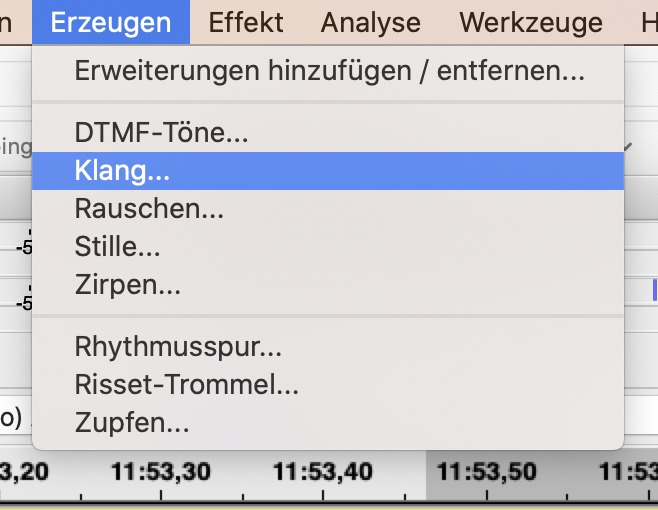 n Erzeugen Effekt Analyse Werkzeuge H
Erweiterungen hinzufügen / entfernen...
ing
DTMF-Töne...
Klang...
Rauschen...
-5
Stille...
Zirpen...
-5
Rhythmusspur...
Risset-Trommel...
o)
Zupfen...
3,20 11:53,30 11:53,40 11:53,50 11:53